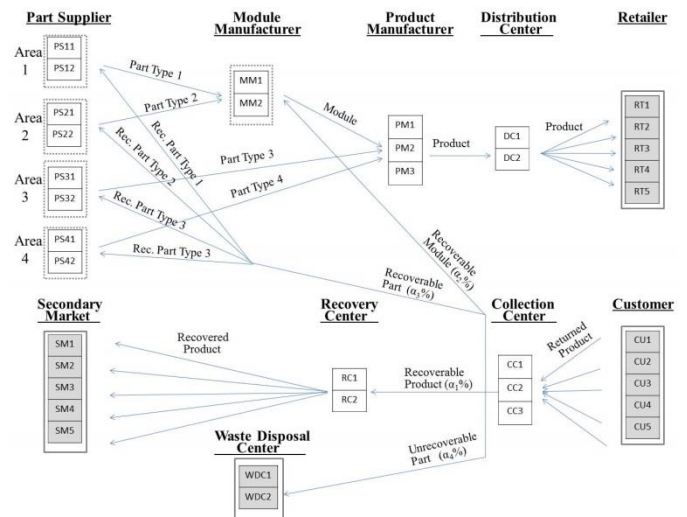 Part Supplier
Module
Manufacturer
Product
Manufacturer
Distribution
Center
Retailer
Area
1
PS11
PS12
Part Type 1
MM1
MM2
Area
2
PS21
PS22
Part Type 2
Module
Rec. Part Type 1
Rec. Part Type 2
PM1
PM2
PM3
Product
DC1
DC2
Product
RT1
RT2
RT3
RT4
RT5
Area
3
PS31
PS32
Part Type 3
Part Type 4
Rec. Part Type 3
Area
4
PS41
PS42
Rec. Part Type 3
Recoverable
Part (α₃%)
Recoverable
Module (α₂%)
Secondary
Market
Recovery
Center
Collection
Center
Customer
SM1
SM2
SM3
SM4
SM5
Recovered
Product
RC1
RC2
Recoverable
Product (α₁%)
CC1
CC2
CC3
Returned
Product
CU1
CU2
CU3
CU4
CU5
Waste Disposal
Center
WDC1
WDC2
Unrecoverable
Part (α₄%)